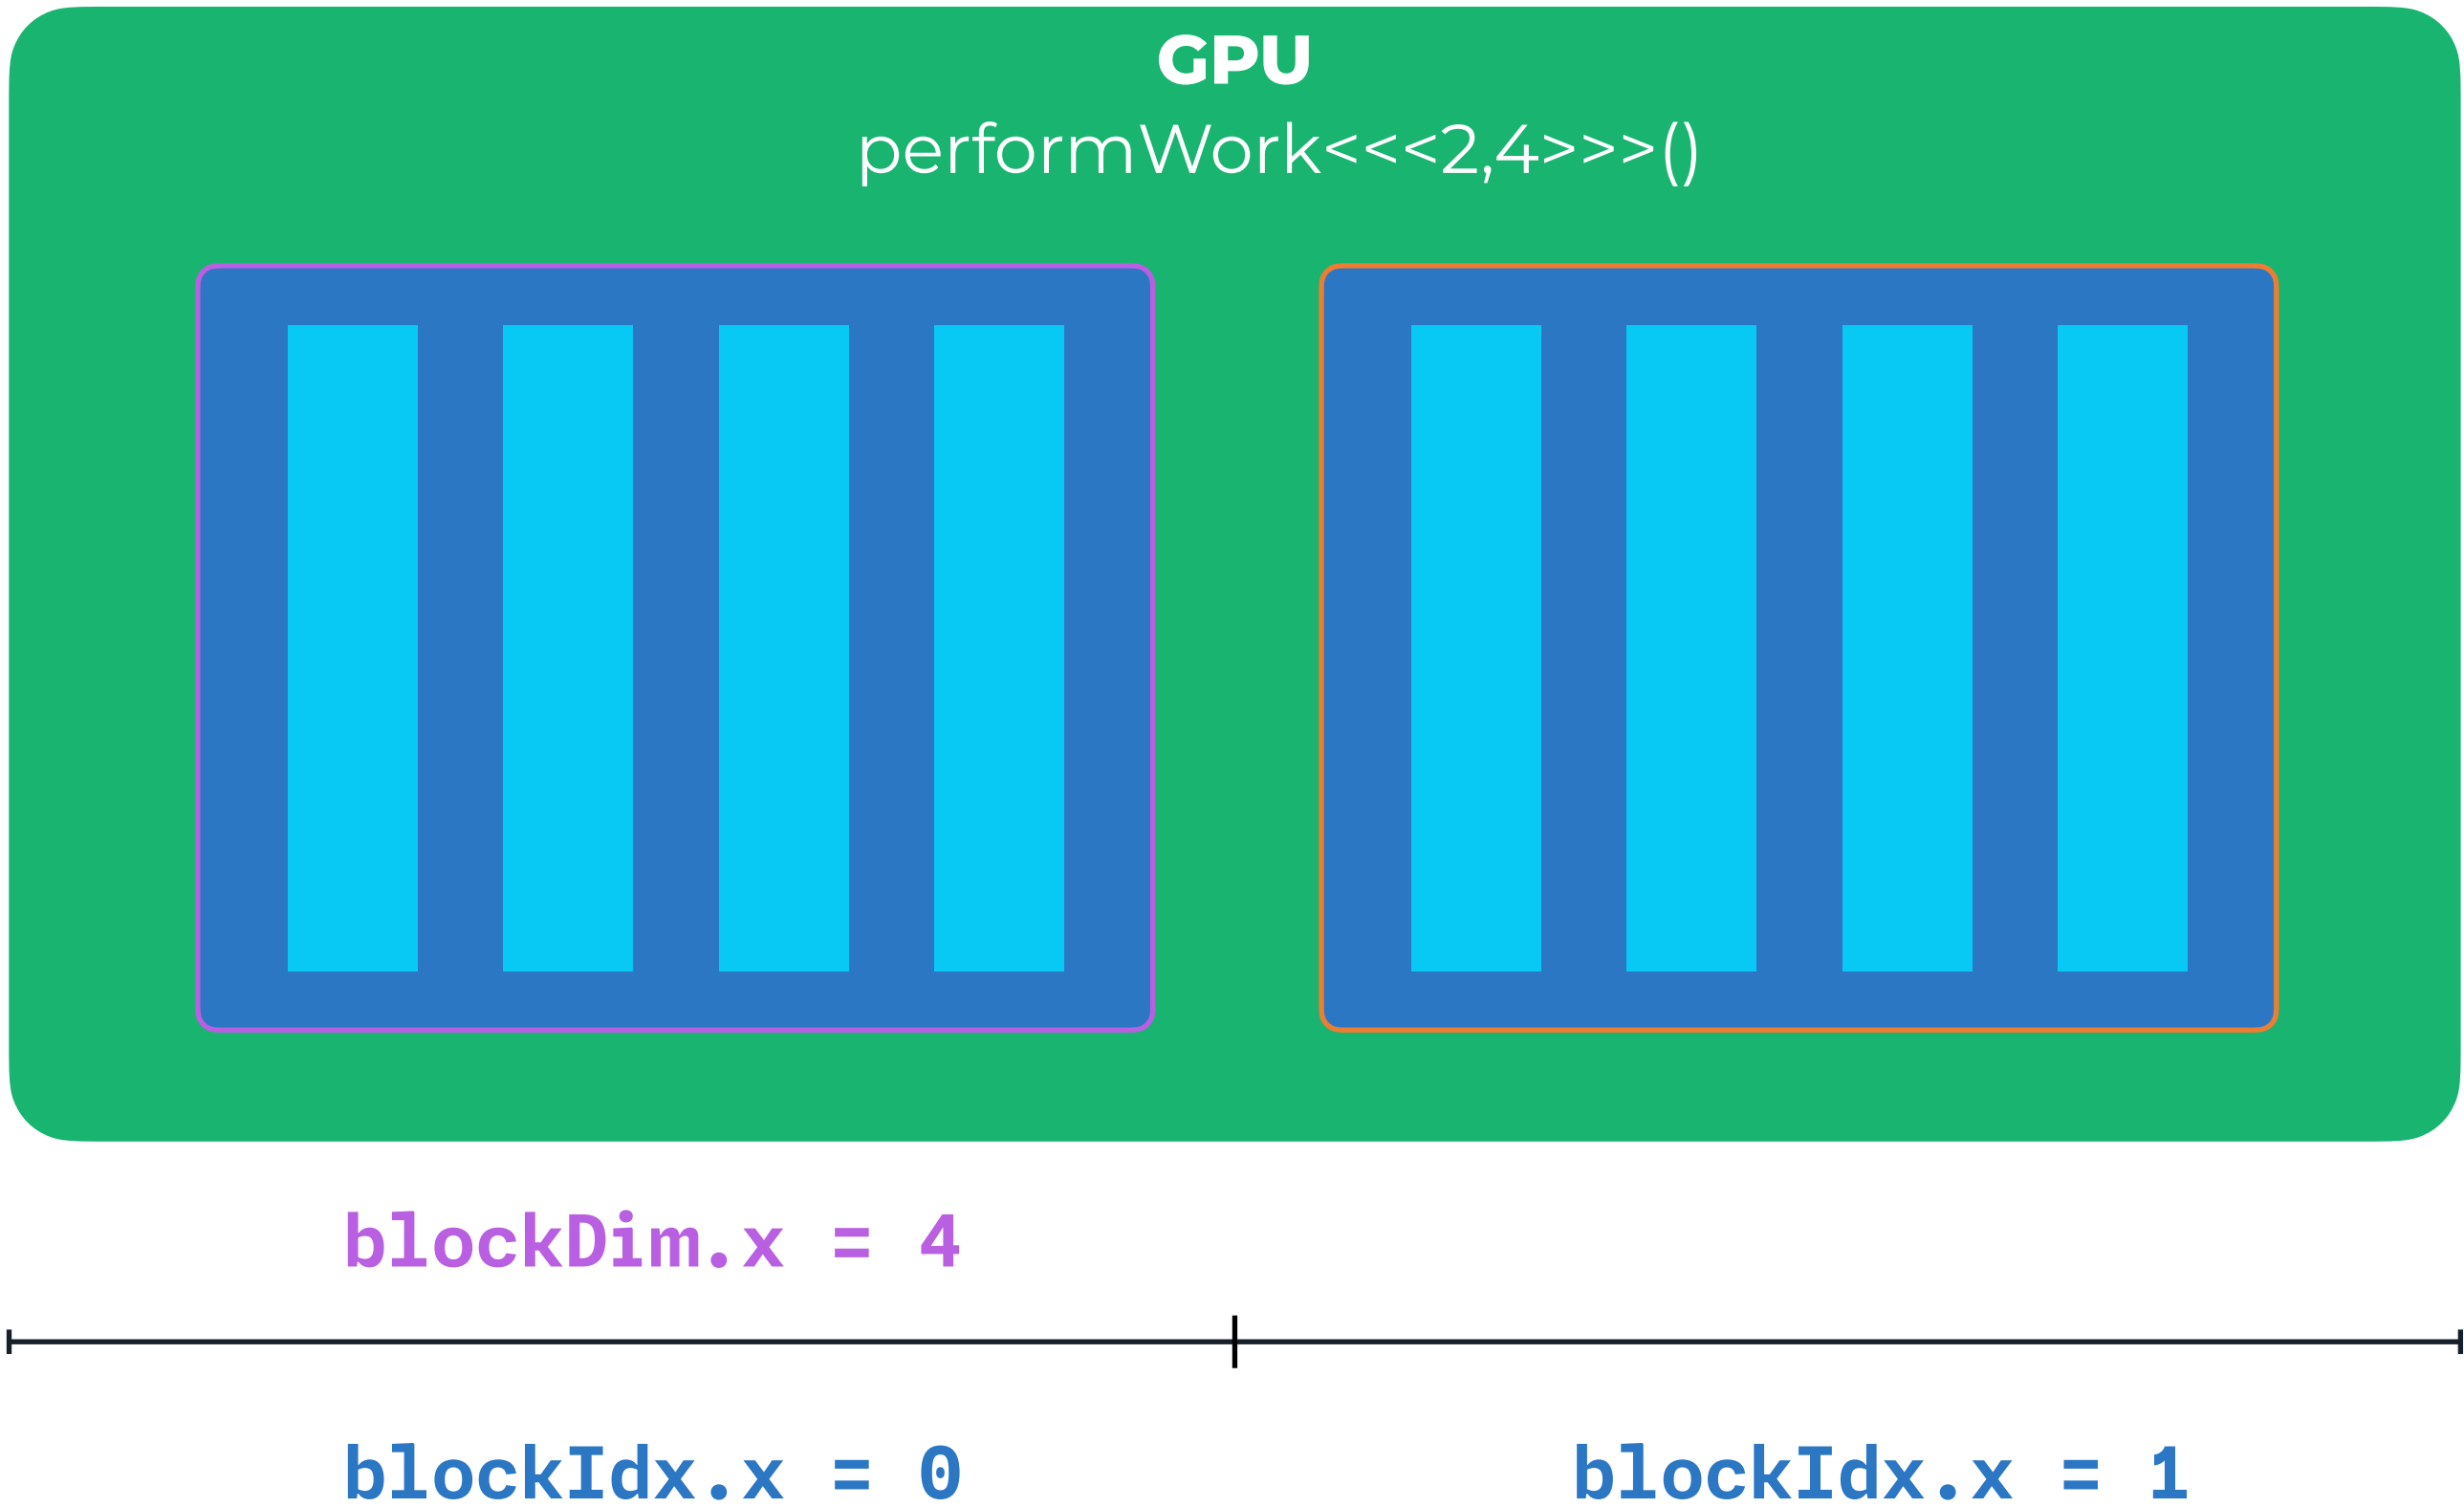 GPU
performWork<<<2,4>>>()
blockDim.x = 4
blockIdx.x = 0
blockIdx.x = 1